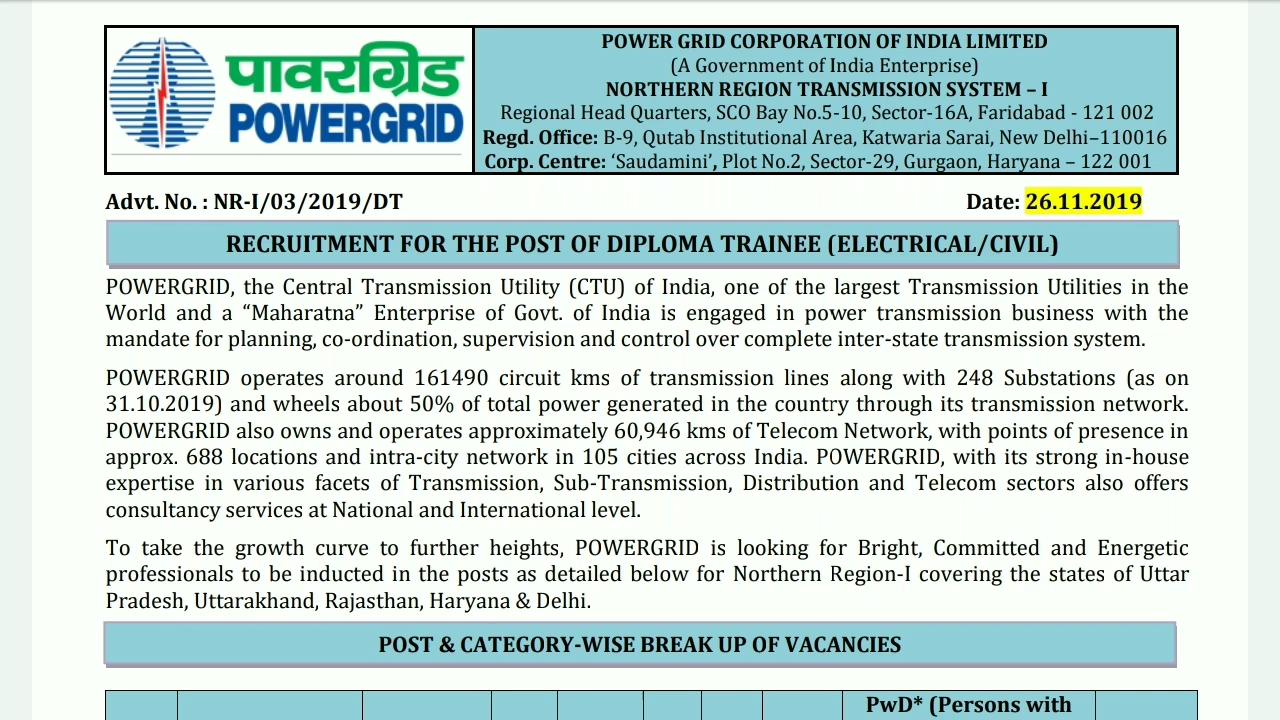 पावरग्रिड
POWERGRID
POWER GRID CORPORATION OF INDIA LIMITED
(A Government of India Enterprise)
NORTHERN REGION TRANSMISSION SYSTEM – I
Regional Head Quarters, SCO Bay No.5-10, Sector-16A, Faridabad - 121 002
Regd. Office: B-9, Qutab Institutional Area, Katwaria Sarai, New Delhi–110016
Corp. Centre: ‘Saudamini’, Plot No.2, Sector-29, Gurgaon, Haryana – 122 001
Advt. No. : NR-I/03/2019/DT Date: 26.11.2019
RECRUITMENT FOR THE POST OF DIPLOMA TRAINEE (ELECTRICAL/CIVIL)
POWERGRID, the Central Transmission Utility (CTU) of India, one of the largest Transmission Utilities in the
World and a “Maharatna” Enterprise of Govt. of India is engaged in power transmission business with the
mandate for planning, co-ordination, supervision and control over complete inter-state transmission system.
POWERGRID operates around 161490 circuit kms of transmission lines along with 248 Substations (as on
31.10.2019) and wheels about 50% of total power generated in the country through its transmission network.
POWERGRID also owns and operates approximately 60,946 kms of Telecom Network, with points of presence in
approx. 688 locations and intra-city network in 105 cities across India. POWERGRID, with its strong in-house
expertise in various facets of Transmission, Sub-Transmission, Distribution and Telecom sectors also offers
consultancy services at National and International level.
To take the growth curve to further heights, POWERGRID is looking for Bright, Committed and Energetic
professionals to be inducted in the posts as detailed below for Northern Region-I covering the states of Uttar
Pradesh, Uttarakhand, Rajasthan, Haryana & Delhi.
POST & CATEGORY-WISE BREAK UP OF VACANCIES
PwD* (Persons with